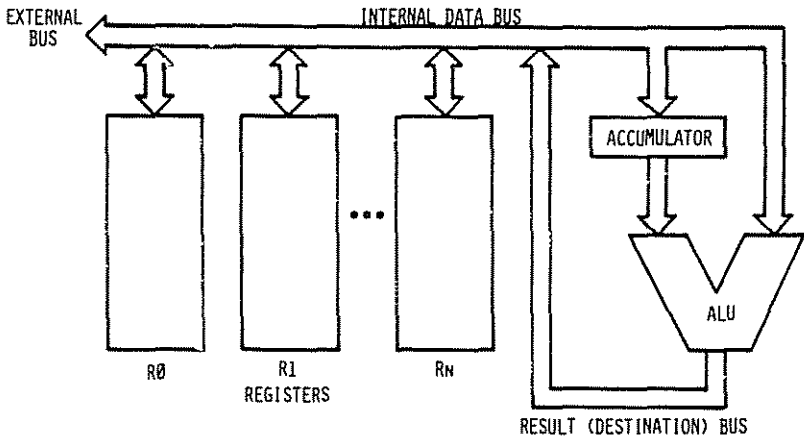 EXTERNAL
BUS
INTERNAL DATA BUS
ACCUMULATOR
•••
ALU
RØ
R1
RN
REGISTERS
RESULT (DESTINATION) BUS